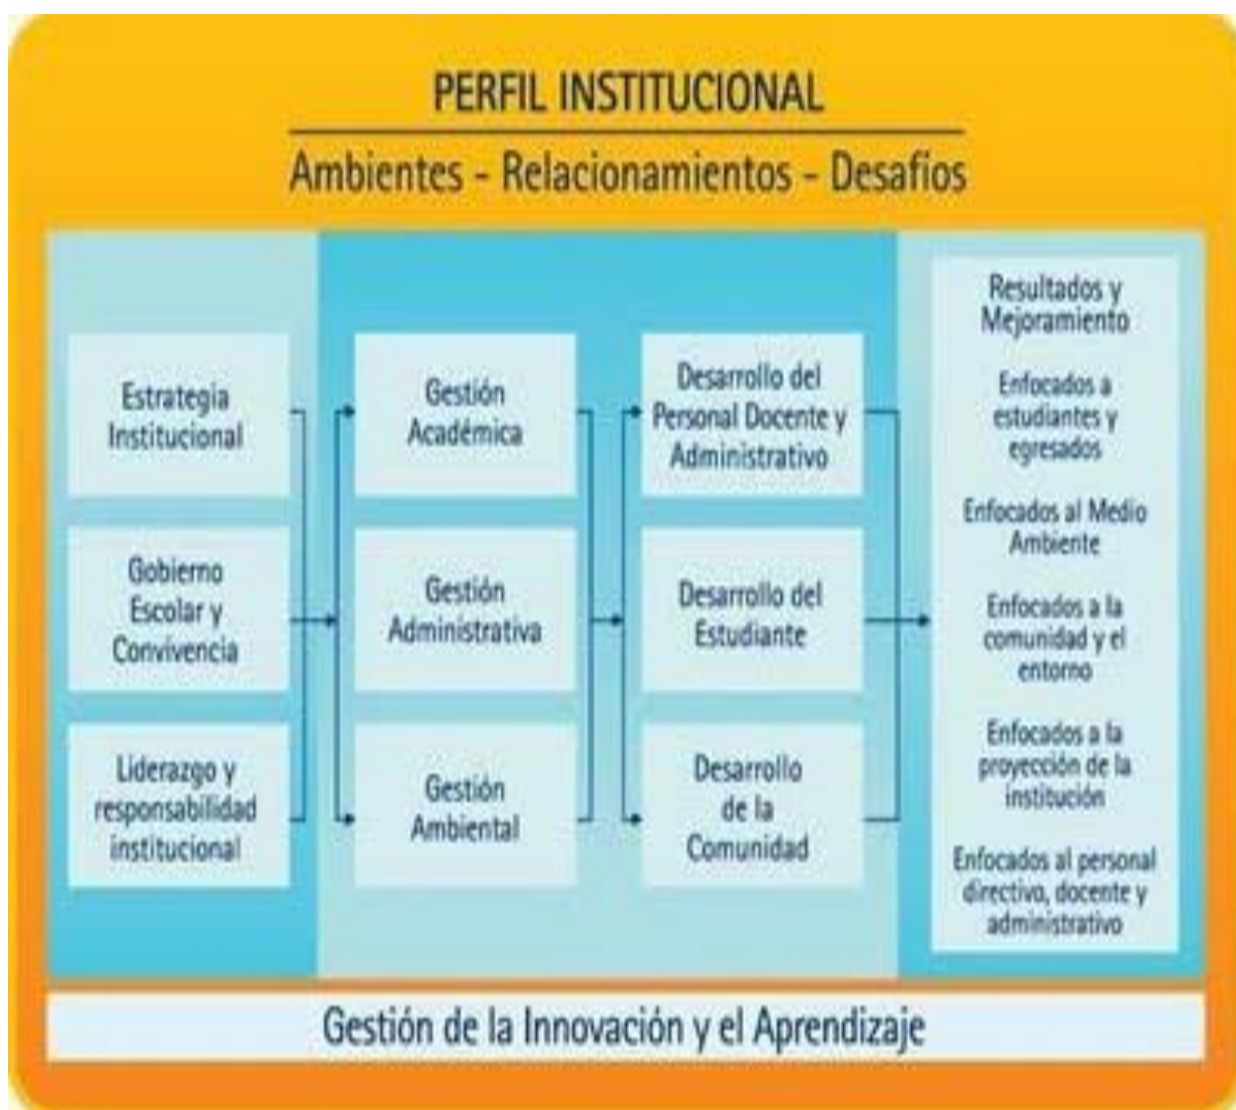 PERFIL INSTITUCIONAL
Ambientes - Relacionamientos - Desafíos
Estrategia
Institucional
Gobierno
Escolar y
Convivencia
Liderazgo y
responsabilidad
institucional
Gestión
Académica
Gestión
Administrativa
Gestión
Ambiental
Desarrollo del
Personal Docente y
Administrativo
Desarrollo del
Estudiante
Desarrollo
de la
Comunidad
Resultados y
Mejoramiento
Enfocados a
estudiantes y
egresados
Enfocados al Medio
Ambiente
Enfocados a la
comunidad y el
entorno
Enfocados a la
proyección de la
institución
Enfocados al personal
directivo, docente y
administrativo
Gestión de la Innovación y el Aprendizaje